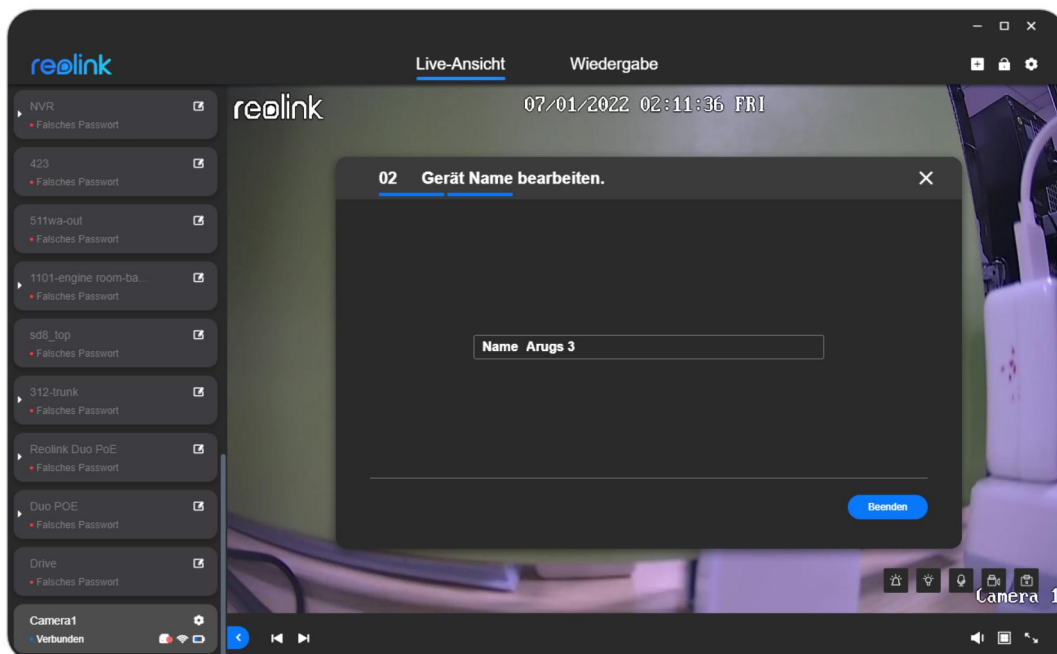 reolink
Live-Ansicht
Wiedergabe
NVR
Falsches Passwort
423
Falsches Passwort
511wa-out
Falsches Passwort
1101-engine room-ba...
Falsches Passwort
sd8_top
Falsches Passwort
312-trunk
Falsches Passwort
Reolink Duo PoE
Falsches Passwort
Duo POE
Falsches Passwort
Drive
Falsches Passwort
Camera1
Verbunden
reolink
07/01/2022 02:11:36 FRI
02 Gerät Name bearbeiten.
Name Arugs 3
Beenden
Camera 1